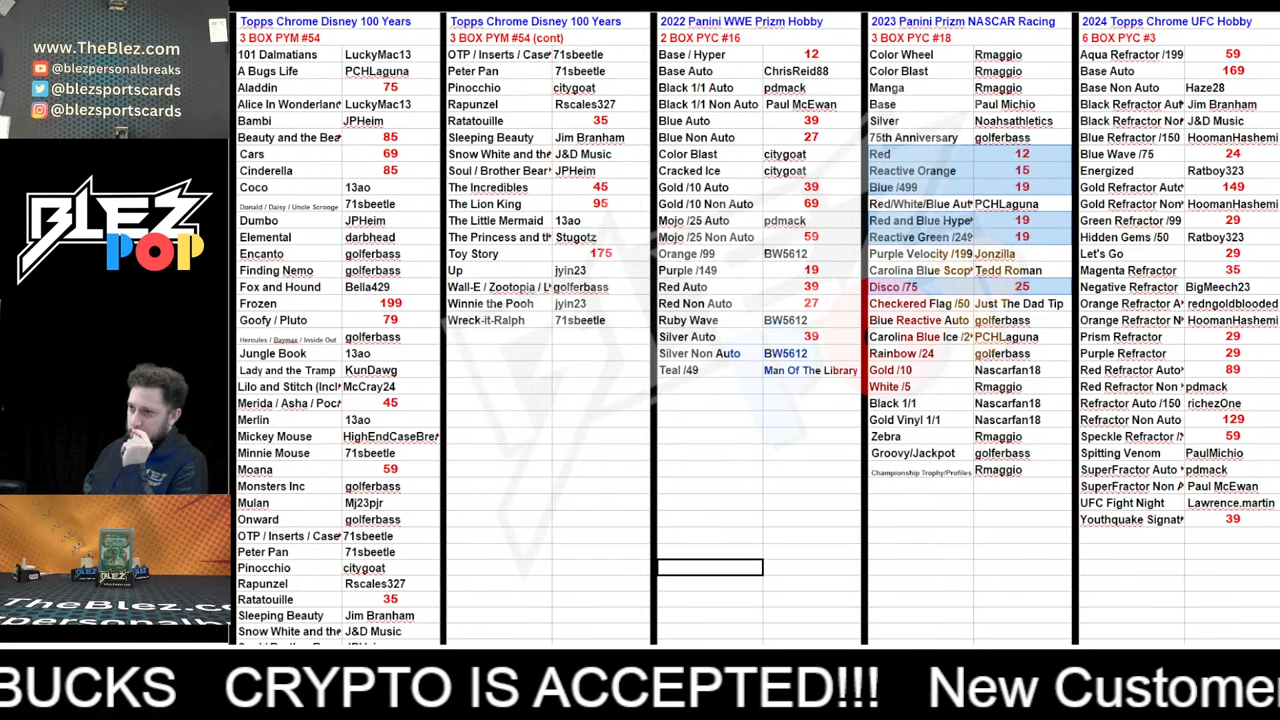 www.TheBlez.com
@blezpersonalbreaks
@blezsportscards
@blezsportscards
BLEZ
POP
BLEZ
TheBlez.co
Topps Chrome Disney 100 Years
3 BOX PYM #54
101 Dalmatians LuckyMac13
A Bugs Life PCHLaguna
Aladdin 75
Alice In Wonderlan LuckyMac13
Bambi JPHeim
Beauty and the Bea 85
Cars 69
Cinderella 85
Coco 13ao
Donald / Daisy / Uncle Scrooge 71sbeetle
Dumbo JPHeim
Elemental darbhead
Encanto golferbass
Finding Nemo golferbass
Fox and Hound Bella429
Frozen 199
Goofy / Pluto 79
Hercules / Baymax / Inside Out golferbass
Jungle Book 13ao
Lady and the Tramp KunDawg
Lilo and Stitch (Incl McCray24
Merida / Asha / Poca 45
Merlin 13ao
Mickey Mouse HighEndCaseBre
Minnie Mouse 71sbeetle
Moana 59
Monsters Inc golferbass
Mulan Mj23pjr
Onward golferbass
OTP / Inserts / Case 71sbeetle
Peter Pan 71sbeetle
Pinocchio citygoat
Rapunzel Rscales327
Ratatouille 35
Sleeping Beauty Jim Branham
Snow White and the J&D Music
Topps Chrome Disney 100 Years
3 BOX PYM #54 (cont)
OTP / Inserts / Case 71sbeetle
Peter Pan 71sbeetle
Pinocchio citygoat
Rapunzel Rscales327
Ratatouille 35
Sleeping Beauty Jim Branham
Snow White and the J&D Music
Soul / Brother Bear JPHeim
The Incredibles 45
The Lion King 95
The Little Mermaid 13ao
The Princess and th Stugotz
Toy Story 175
Up jyin23
Wall-E / Zootopia / L golferbass
Winnie the Pooh jyin23
Wreck-it-Ralph 71sbeetle
2022 Panini WWE Prizm Hobby
2 BOX PYC #16
Base / Hyper 12
Base Auto ChrisReid88
Black 1/1 Auto pdmack
Black 1/1 Non Auto Paul McEwan
Blue Auto 39
Blue Non Auto 27
Color Blast citygoat
Cracked Ice citygoat
Gold /10 Auto 39
Gold /10 Non Auto 69
Mojo /25 Auto pdmack
Mojo /25 Non Auto 59
Orange /99 BW5612
Purple /149 19
Red Auto 39
Red Non Auto 27
Ruby Wave BW5612
Silver Auto 39
Silver Non Auto BW5612
Teal /49 Man Of The Library
2023 Panini Prizm NASCAR Racing
3 BOX PYC #18
Color Wheel Rmaggio
Color Blast Rmaggio
Manga Rmaggio
Base Paul Michio
Silver Noahsathletics
75th Anniversary golferbass
Red 12
Reactive Orange 15
Blue /499 19
Red/White/Blue Aut PCHLaguna
Red and Blue Hype 19
Reactive Green /249 19
Purple Velocity /199 Jonzilla
Carolina Blue Scop Tedd Roman
Disco /75 25
Checkered Flag /50 Just The Dad Tip
Blue Reactive Auto golferbass
Carolina Blue Ice /2 PCHLaguna
Rainbow /24 golferbass
Gold /10 Nascarfan18
White /5 Rmaggio
Black 1/1 Nascarfan18
Gold Vinyl 1/1 Nascarfan18
Zebra Rmaggio
Groovy/Jackpot golferbass
Championship Trophy/Profiles Rmaggio
2024 Topps Chrome UFC Hobby
6 BOX PYC #3
Aqua Refractor /199 59
Base Auto 169
Base Non Auto Haze28
Black Refractor Aut Jim Branham
Black Refractor Nor J&D Music
Blue Refractor /150 HoomanHashemi
Blue Wave /75 24
Energized Ratboy323
Gold Refractor Auto 149
Gold Refractor Non HoomanHashemi
Green Refractor /99 29
Hidden Gems /50 Ratboy323
Let's Go 29
Magenta Refractor 35
Negative Refractor BigMeech23
Orange Refractor A redngoldblooded
Orange Refractor N HoomanHashemi
Prism Refractor 29
Purple Refractor 29
Red Refractor Auto 89
Red Refractor Non pdmack
Refractor Auto /150 richezOne
Refractor Non Auto 129
Speckle Refractor /2 59
Spitting Venom PaulMichio
SuperFractor Auto pdmack
SuperFractor Non A Paul McEwan
UFC Fight Night Lawrence.martin
Youthquake Signat 39
BUCKS CRYPTO IS ACCEPTED!!! New Customer